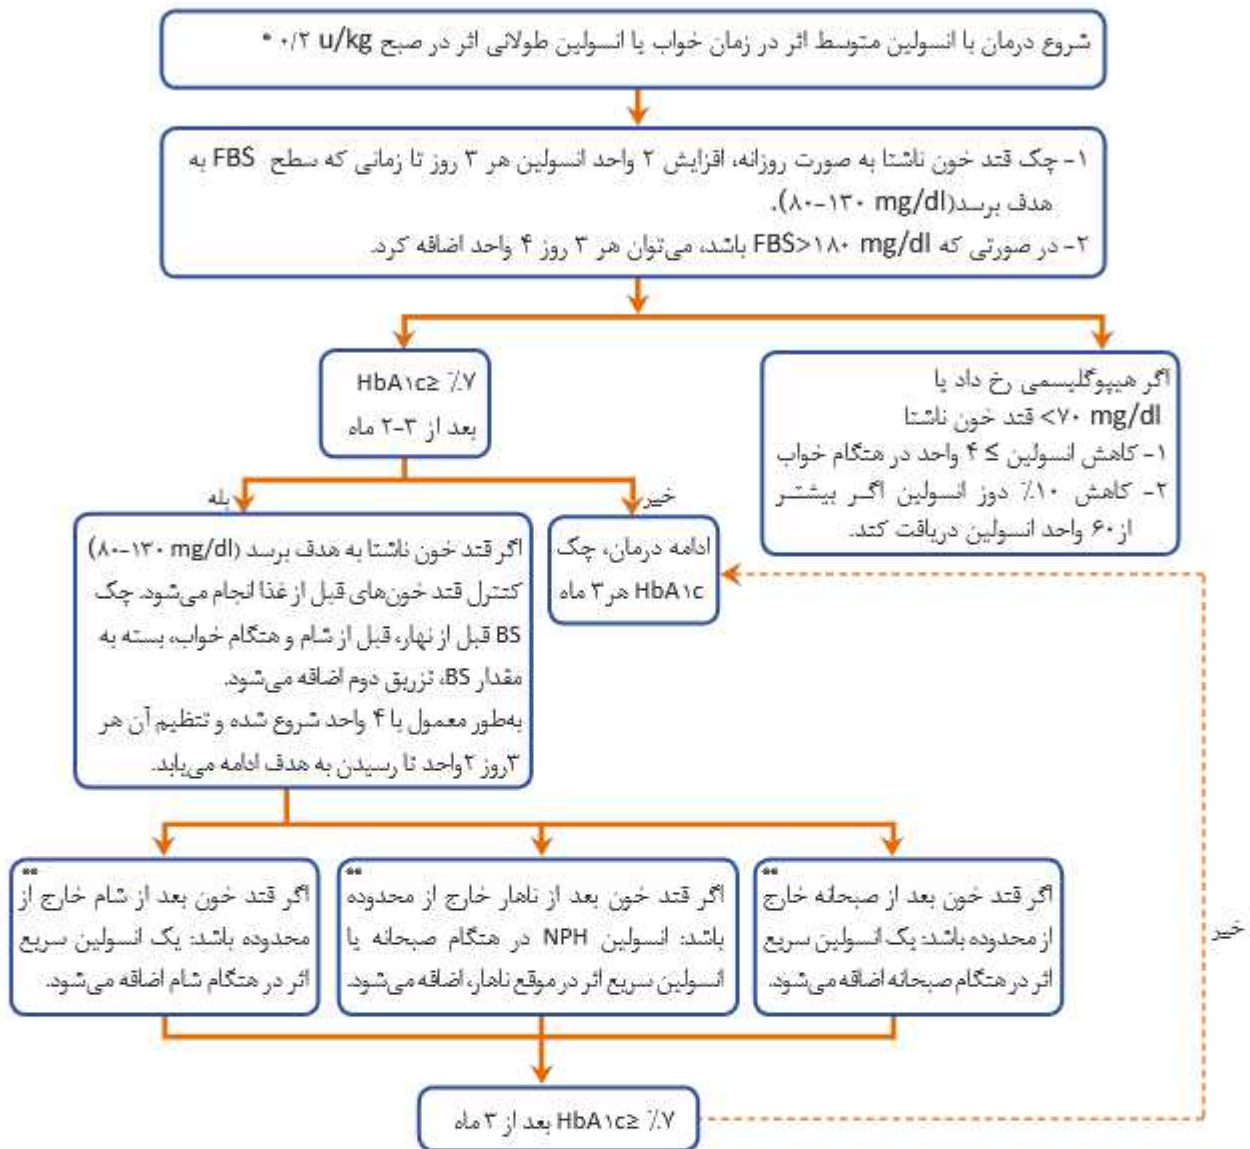 شروع درمان با انسولین متوسط اثر در زمان خواب یا انسولین طولانی اثر در صبح ۰/۲ u/kg *
۱- چک قند خون ناشتا به صورت روزانه، افزایش ۲ واحد انسولین هر ۳ روز تا زمانی که سطح FBS به
هدف برسد(۸۰-۱۳۰ mg/dl).
۲- در صورتی که FBS>۱۸۰ mg/dl باشد، می‌توان هر ۳ روز ۴ واحد اضافه کرد.
اگر هیپوگلیسمی رخ داد یا
۷۰ mg/dl> قند خون ناشتا
۱- کاهش انسولین ≥ ۴ واحد در هنگام خواب
۲- کاهش ۱۰٪ دوز انسولین اگر بیشتر
از ۶۰ واحد انسولین دریافت کند.
HbA۱c≥ ٪۷
بعد از ۳-۲ ماه
خیر
بله
ادامه درمان، چک
HbA۱c هر ۳ ماه
اگر قند خون ناشتا به هدف برسد (۸۰-۱۳۰ mg/dl)
کنترل قند خون‌های قبل از غذا انجام می‌شود. چک
BS قبل از نهار، قبل از شام و هنگام خواب، بسته به
مقدار BS، تزریق دوم اضافه می‌شود.
به‌طور معمول با ۴ واحد شروع شده و تنظیم آن هر
۳روز ۲واحد تا رسیدن به هدف ادامه می‌یابد.
**
اگر قند خون بعد از صبحانه خارج
از محدوده باشد: یک انسولین سریع
اثر در هنگام صبحانه اضافه می‌شود.
**
اگر قند خون بعد از ناهار خارج از محدوده
باشد: انسولین NPH در هنگام صبحانه یا
انسولین سریع اثر در موقع ناهار، اضافه می‌شود.
**
اگر قند خون بعد از شام خارج از
محدوده باشد: یک انسولین سریع
اثر در هنگام شام اضافه می‌شود.
خیر
HbA۱c≥ ٪۷ بعد از ۳ ماه